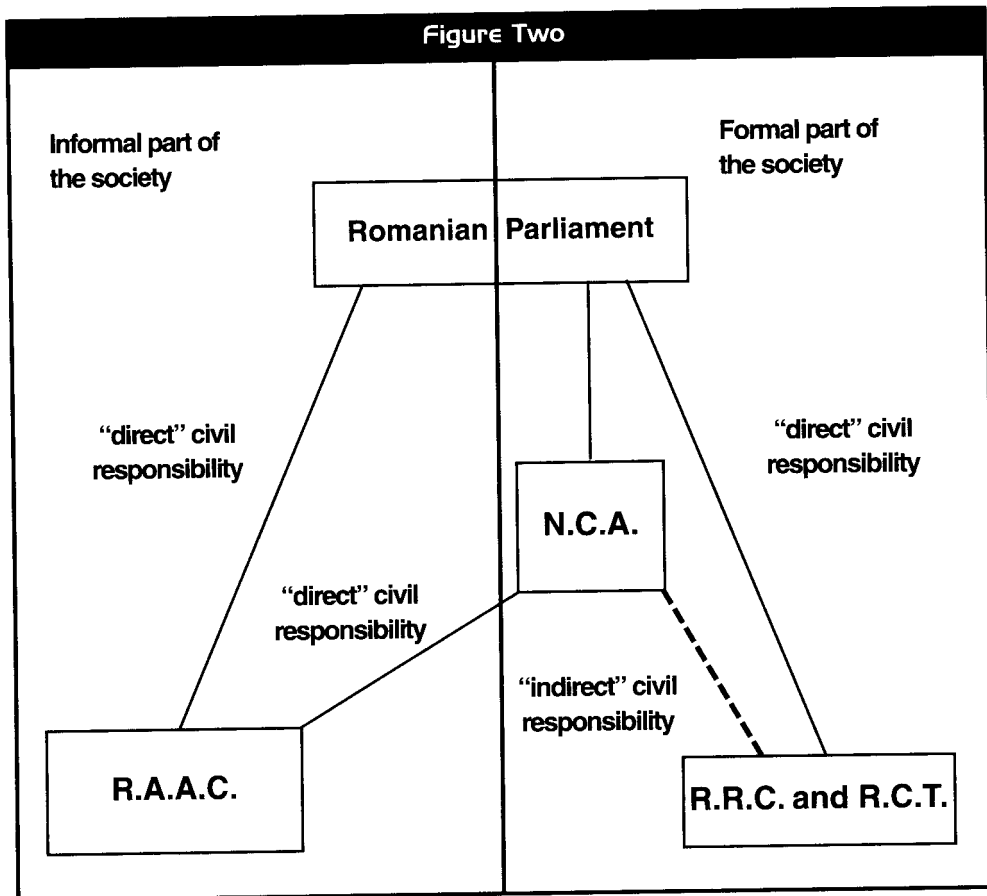 Figure Two
Informal part of
the society
Formal part of
the society
Romanian Parliament
“direct” civil
responsibility
“direct” civil
responsibility
N.C.A.
“direct” civil
responsibility
“indirect” civil
responsibility
R.A.A.C.
R.R.C. and R.C.T.